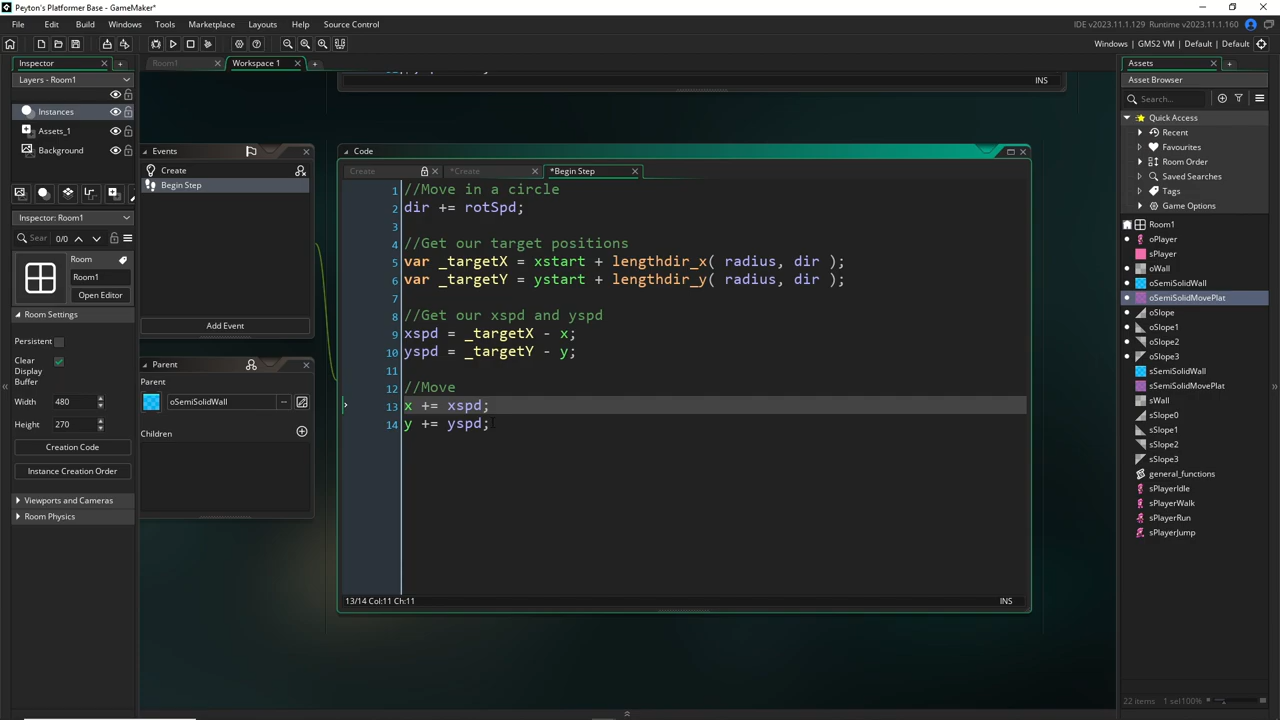 Peyton's Platformer Base - GameMaker*
File Edit Build Windows Tools Marketplace Layouts Help Source Control
IDE v2023.11.1.129 Runtime v2023.11.1.160
Windows | GMS2 VM | Default | Default
Inspector
Room1
Workspace 1
Assets
Layers - Room1
INS
Asset Browser
Search...
Instances
Assets_1
Background
Events
Create
Begin Step
Add Event
Code
Create
*Create
*Begin Step
1 //Move in a circle
2 dir += rotSpd;
3
4 //Get our target positions
5 var _targetX = xstart + lengthdir_x( radius, dir );
6 var _targetY = ystart + lengthdir_y( radius, dir );
7
8 //Get our xspd and yspd
9 xspd = _targetX - x;
10 yspd = _targetY - y;
11
12 //Move
13 x += xspd;
14 y += yspd;
13/14 Col:11 Ch:11
INS
Inspector: Room1
Sear
0/0
Room
Room1
Open Editor
Room Settings
Persistent
Clear
Display
Buffer
Width 480
Height 270
Creation Code
Instance Creation Order
Viewports and Cameras
Room Physics
Parent
Parent
oSemiSolidWall
Children
Quick Access
Recent
Favourites
Room Order
Saved Searches
Tags
Game Options
Room1
oPlayer
sPlayer
oWall
oSemiSolidWall
oSemiSolidMovePlat
oSlope
oSlope1
oSlope2
oSlope3
sSemiSolidWall
sSemiSolidMovePlat
sWall
sSlope0
sSlope1
sSlope2
sSlope3
general_functions
sPlayerIdle
sPlayerWalk
sPlayerRun
sPlayerJump
22 items 1 sel 100%